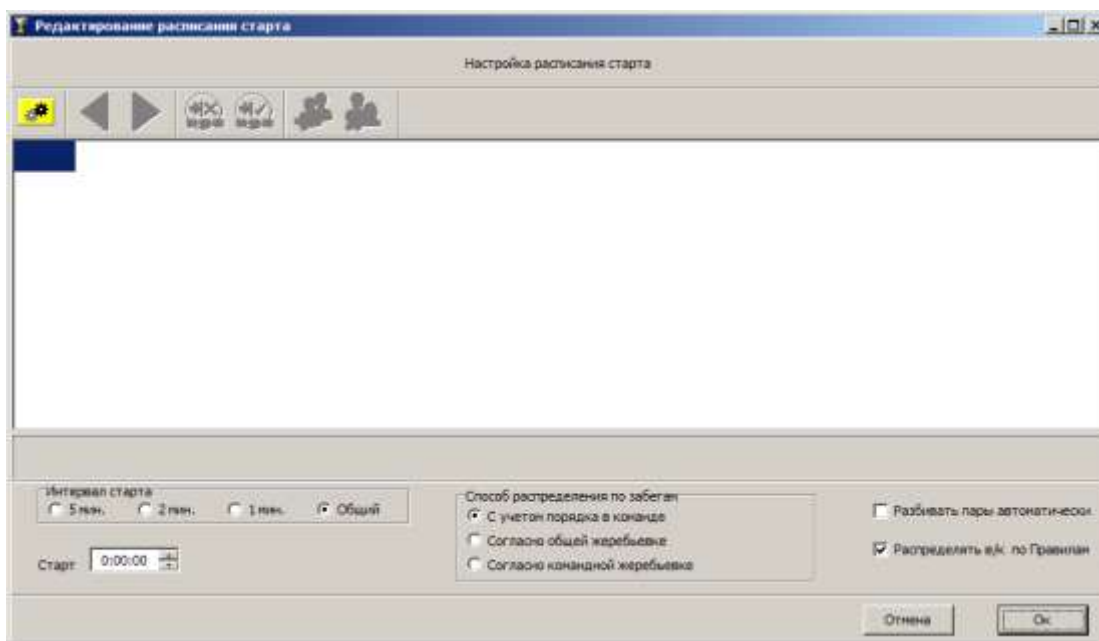 Редактирование расписания старта
Настройка расписания старта
Интервал старта
5 мин. 2 мин. 1 мин. Общий
Старт 0:00:00
Способ распределения по забегам
С учетом порядка в команде
Согласно общей жеребьевке
Согласно командной жеребьевке
Разбивать пары автоматически
Распределять в/к по Правилам
Отмена Ок